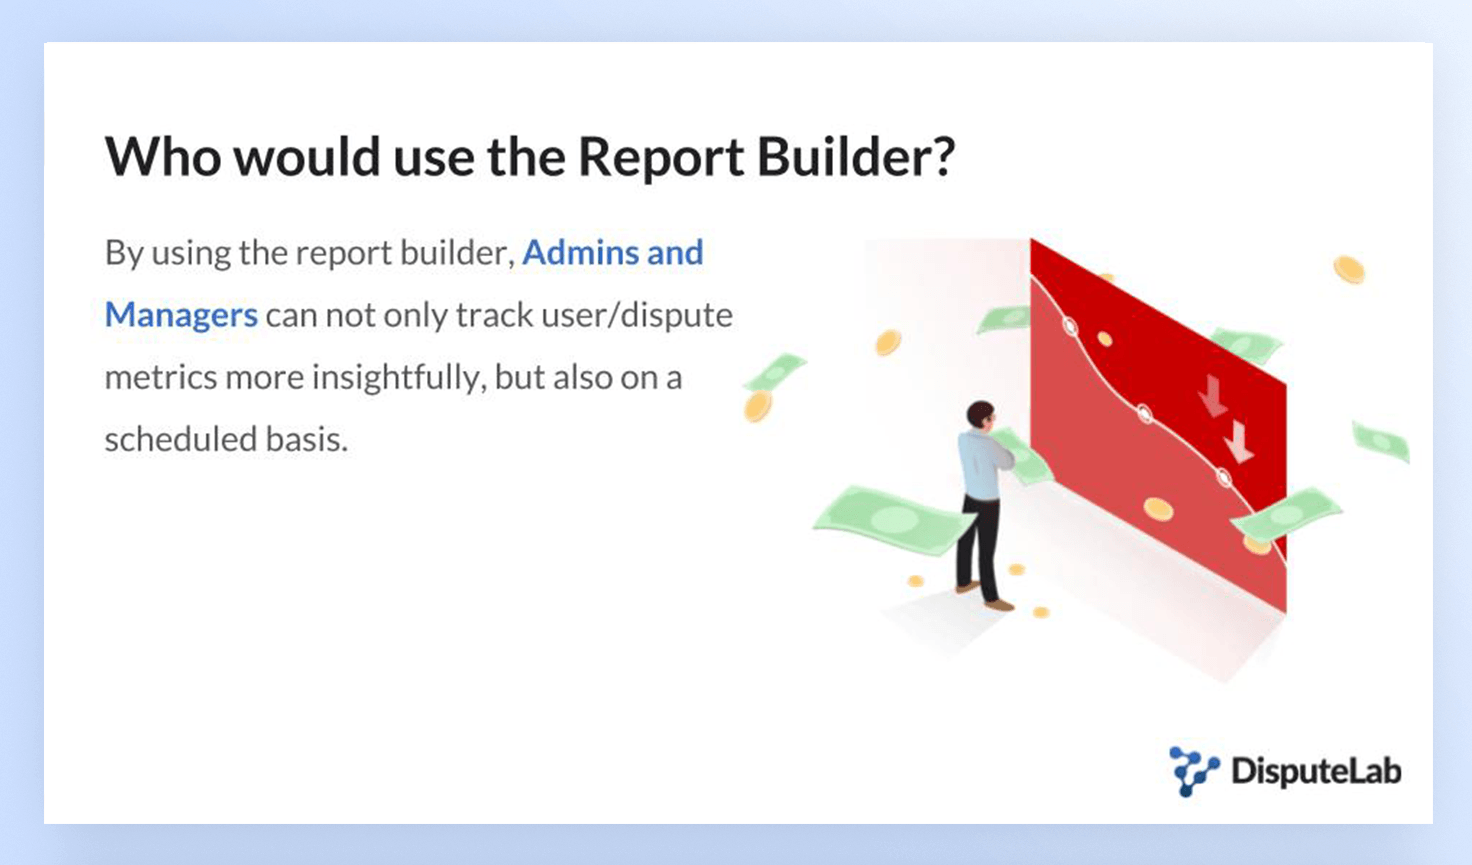 Who would use the Report Builder?
By using the report builder, Admins and
Managers can not only track user/dispute
metrics more insightfully, but also on a
scheduled basis.
DisputeLab